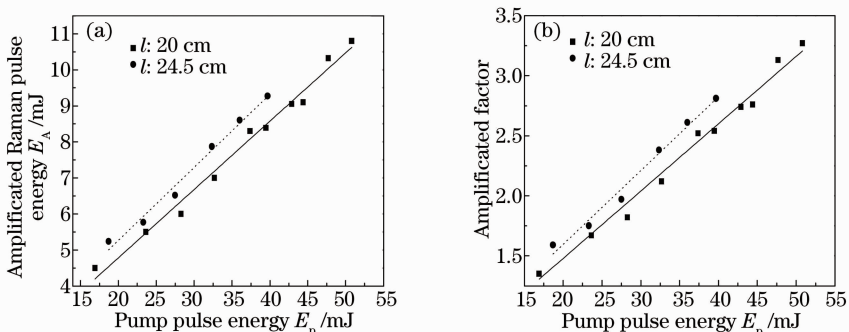 (a)
l: 20 cm
l: 24.5 cm
Amplificated Raman pulse
energy E_A/mJ
11
10
9
8
7
6
5
4
15 20 25 30 35 40 45 50 55
Pump pulse energy E_p/mJ
(b)
l: 20 cm
l: 24.5 cm
Amplificated factor
3.5
3.0
2.5
2.0
1.5
15 20 25 30 35 40 45 50 55
Pump pulse energy E_p/mJ